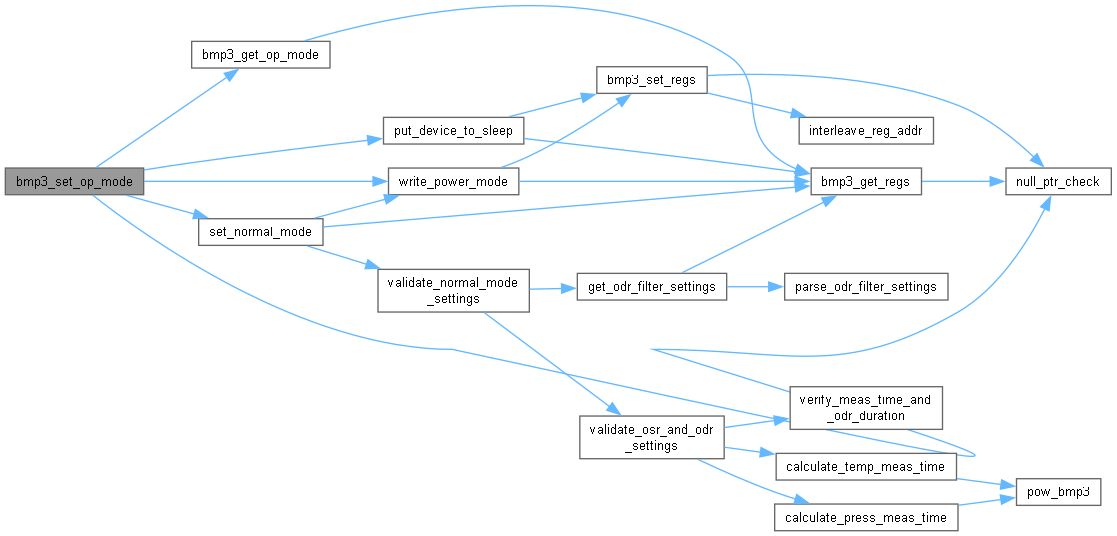 bmp3_get_op_mode
bmp3_set_regs
put_device_to_sleep
interleave_reg_addr
bmp3_set_op_mode
write_power_mode
bmp3_get_regs
null_ptr_check
set_normal_mode
validate_normal_mode
_settings
get_odr_filter_settings
parse_odr_filter_settings
verify_meas_time_and
_odr_duration
validate_osr_and_odr
_settings
calculate_temp_meas_time
pow_bmp3
calculate_press_meas_time